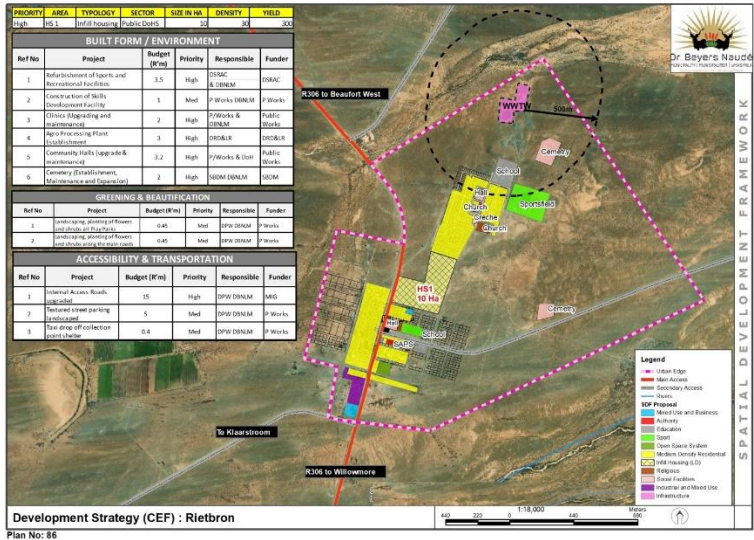 PRIORITY AREA TYPOLOGY SECTOR SIZE IN HA DENSITY YIELD
High HS 1 Infill housing Public DoHS 10 30 300
BUILT FORM / ENVIRONMENT
Ref No Project Budget (R'm) Priority Responsible Funder
1 Refurbishment of Sports and Recreational Facilities 3.5 High DSRAC & DBNLM DSRAC
2 Construction of Skills Development Facility 1 Med P Works DBNLM P Works
3 Clinics (Upgrading and maintenance) 2 High P/Works & DBNLM Public Works
4 Agro Processing Plant Establishment 3 High DRD&LR DRD&LR
5 Community Halls (upgrade & maintenance) 3.2 High P/Works & DoH Public Works
6 Cemetery (Establishment, Maintenance and Expansion) 2 High SBDM DBNLM SBDM
GREENING & BEAUTIFICATION
Ref No Project Budget (R'm) Priority Responsible Funder
1 Landscaping, planting of flowers and shrubs all Play Parks 0.45 Med DPW DBNLM P Works
2 Landscaping, planting of flowers and shrubs along the main roads 0.45 Med DPW DBNLM P Works
ACCESSIBILITY & TRANSPORTATION
Ref No Project Budget (R'm) Priority Responsible Funder
1 Internal Access Roads upgraded 15 High DPW DBNLM MIG
2 Textured street parking landscaped 5 Med DPW DBNLM P Works
3 Taxi drop off collection point shelter 0.4 Med DPW DBNLM P Works
R306 to Beaufort West
WWTW
500m
Cemetry
School
Hall
Sportsfield
Church
Creche
Church
HS1
10 Ha
Cemetry
Hall
School
SAPS
To Klaarstroom
R306 to Willowmore
Dr. Beyers Naudé
SPATIAL DEVELOPMENT FRAMEWORK
Legend
Urban Edge
Main Access
Secondary Access
Rivers
SDF Proposal
Mixed Use and Business
Authority
Education
Sport
Open Space System
Medium Density Residential
Infill Housing (LD)
Religious
Social Facilities
Industrial and Mixed Use
Infrastructure
Development Strategy (CEF) : Rietbron
1:18,000
Meters
440 220 0 440 880
Plan No: 86